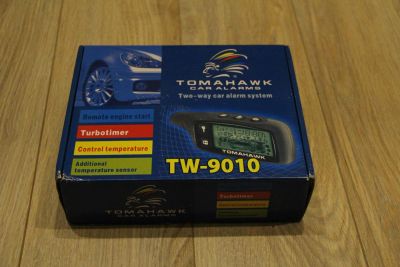 TOMAHAWK
CAR ALARMS
Two-way car alarm system
Remote engine start
Turbotimer
Control temperature
Additional
temperature sensor
TOMAHAWK
TW-9010
TOMAHAWK
CAR ALARMS
Turbotimer